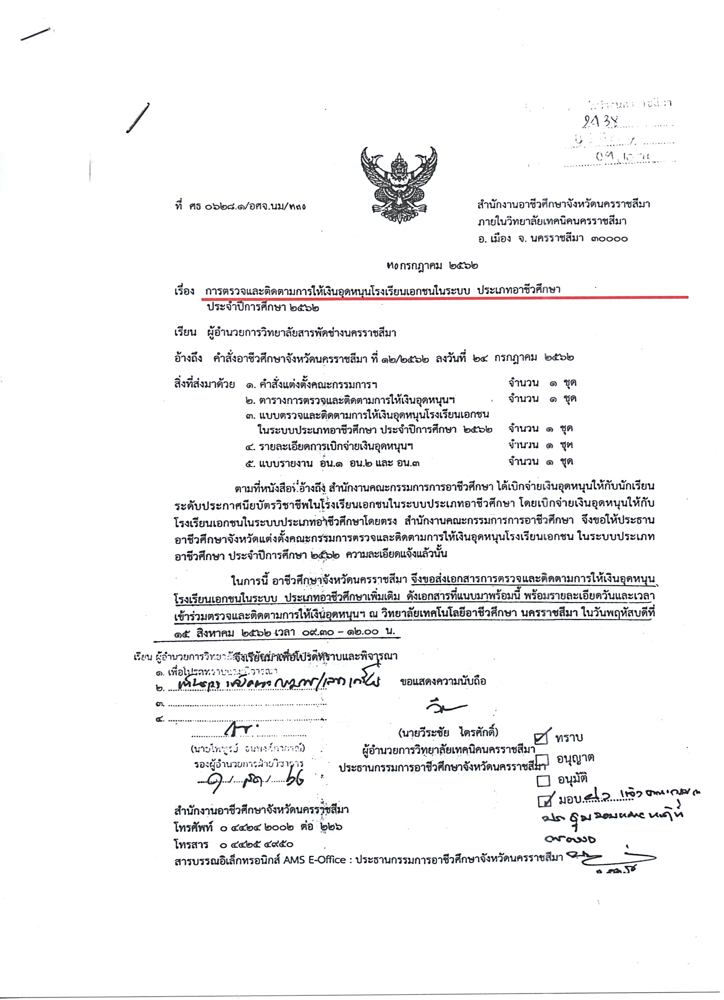 นครราชสีมา
ที่ ศธ ๐๖๒๘.๑/อศจ.นม/๓๓๐
สำนักงานอาชีวศึกษาจังหวัดนครราชสีมา
ภายในวิทยาลัยเทคนิคนครราชสีมา
อ. เมือง จ. นครราชสีมา ๓๐๐๐๐
๓๐ กรกฎาคม ๒๕๖๒
เรื่อง การตรวจและติดตามการให้เงินอุดหนุนโรงเรียนเอกชนในระบบ ประเภทอาชีวศึกษา
ประจำปีการศึกษา ๒๕๖๒
เรียน ผู้อำนวยการวิทยาลัยสารพัดช่างนครราชสีมา
อ้างถึง คำสั่งอาชีวศึกษาจังหวัดนครราชสีมา ที่ ๑๒/๒๕๖๒ ลงวันที่ ๒๔ กรกฎาคม ๒๕๖๒
สิ่งที่ส่งมาด้วย ๑. คำสั่งแต่งตั้งคณะกรรมการฯ จำนวน ๑ ชุด
๒. ตารางการตรวจและติดตามการให้เงินอุดหนุนฯ จำนวน ๑ ชุด
๓. แบบตรวจและติดตามการให้เงินอุดหนุนโรงเรียนเอกชน
ในระบบประเภทอาชีวศึกษา ประจำปีการศึกษา ๒๕๖๒ จำนวน ๑ ชุด
๔. รายละเอียดการเบิกจ่ายเงินอุดหนุนฯ จำนวน ๑ ชุด
๕. แบบรายงาน อน.๑ อน.๒ และ อน.๓ จำนวน ๑ ชุด
ตามที่หนังสือที่อ้างถึง สำนักงานคณะกรรมการการอาชีวศึกษา ได้เบิกจ่ายเงินอุดหนุนให้กับนักเรียน
ระดับประกาศนียบัตรวิชาชีพในโรงเรียนเอกชนในระบบประเภทอาชีวศึกษา โดยเบิกจ่ายเงินอุดหนุนให้กับ
โรงเรียนเอกชนในระบบประเภทอาชีวศึกษาโดยตรง สำนักงานคณะกรรมการการอาชีวศึกษา จึงขอให้ประธาน
อาชีวศึกษาจังหวัดแต่งตั้งคณะกรรมการตรวจและติดตามการให้เงินอุดหนุนโรงเรียนเอกชน ในระบบประเภท
อาชีวศึกษา ประจำปีการศึกษา ๒๕๖๒ ความละเอียดแจ้งแล้วนั้น
ในการนี้ อาชีวศึกษาจังหวัดนครราชสีมา จึงขอส่งเอกสารการตรวจและติดตามการให้เงินอุดหนุน
โรงเรียนเอกชนในระบบ ประเภทอาชีวศึกษาเพิ่มเติม ดังเอกสารที่แนบมาพร้อมนี้ พร้อมรายละเอียดวันและเวลา
เข้าร่วมตรวจและติดตามการให้เงินอุดหนุนฯ ณ วิทยาลัยเทคโนโลยีอาชีวศึกษา นครราชสีมา ในวันพฤหัสบดีที่
๑๕ สิงหาคม ๒๕๖๒ เวลา ๐๙.๓๐ – ๑๒.๐๐ น.
จึงเรียนมาเพื่อโปรดทราบและพิจารณา
เรียน ผู้อำนวยการวิทยาลัย
๑. เพื่อโปรดทราบและพิจารณา
๒.
๓.
๔.
รองผู้อำนวยการฝ่ายวิชาการ
ขอแสดงความนับถือ
(นายวีระชัย ไตรศักดิ์)
ผู้อำนวยการวิทยาลัยเทคนิคนครราชสีมา
ประธานกรรมการอาชีวศึกษาจังหวัดนครราชสีมา
ทราบ
อนุญาต
อนุมัติ
มอบ
สำนักงานอาชีวศึกษาจังหวัดนครราชสีมา
โทรศัพท์ ๐ ๔๔๒๔ ๒๐๐๒ ต่อ ๒๒๖
โทรสาร ๐ ๔๔๒๕ ๔๙๕๐
สารบรรณอิเล็กทรอนิกส์ AMS E-Office : ประธานกรรมการอาชีวศึกษาจังหวัดนครราชสีมา